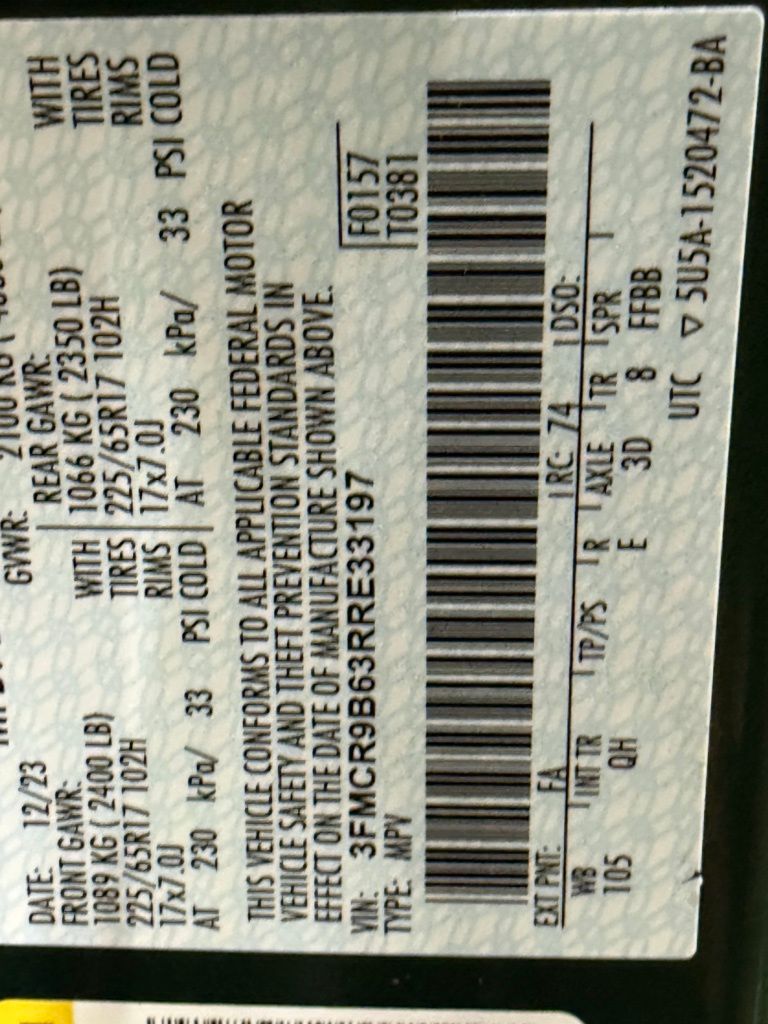 DATE: 12/23 GVWR: 2100 KG
FRONT GAWR: REAR GAWR:
1089 KG ( 2400 LB) WITH 1066 KG ( 2350 LB) WITH
225/65R17 102H TIRES 225/65R17 102H TIRES
17x7.0J RIMS 17x7.0J RIMS
AT 230 kPa/ 33 PSI COLD AT 230 kPa/ 33 PSI COLD
THIS VEHICLE CONFORMS TO ALL APPLICABLE FEDERAL MOTOR
VEHICLE SAFETY AND THEFT PREVENTION STANDARDS IN
EFFECT ON THE DATE OF MANUFACTURE SHOWN ABOVE.
VIN: 3FMCR9B63RRE33197 F0157
TYPE: MPV T0381
EXT PNT: FA RC: 74 DSO:
WB INT TR TP/PS R AXLE TR SPR
105 QH E 3D 8 FFBB
UTC ▽ 5U5A-1520472-BA